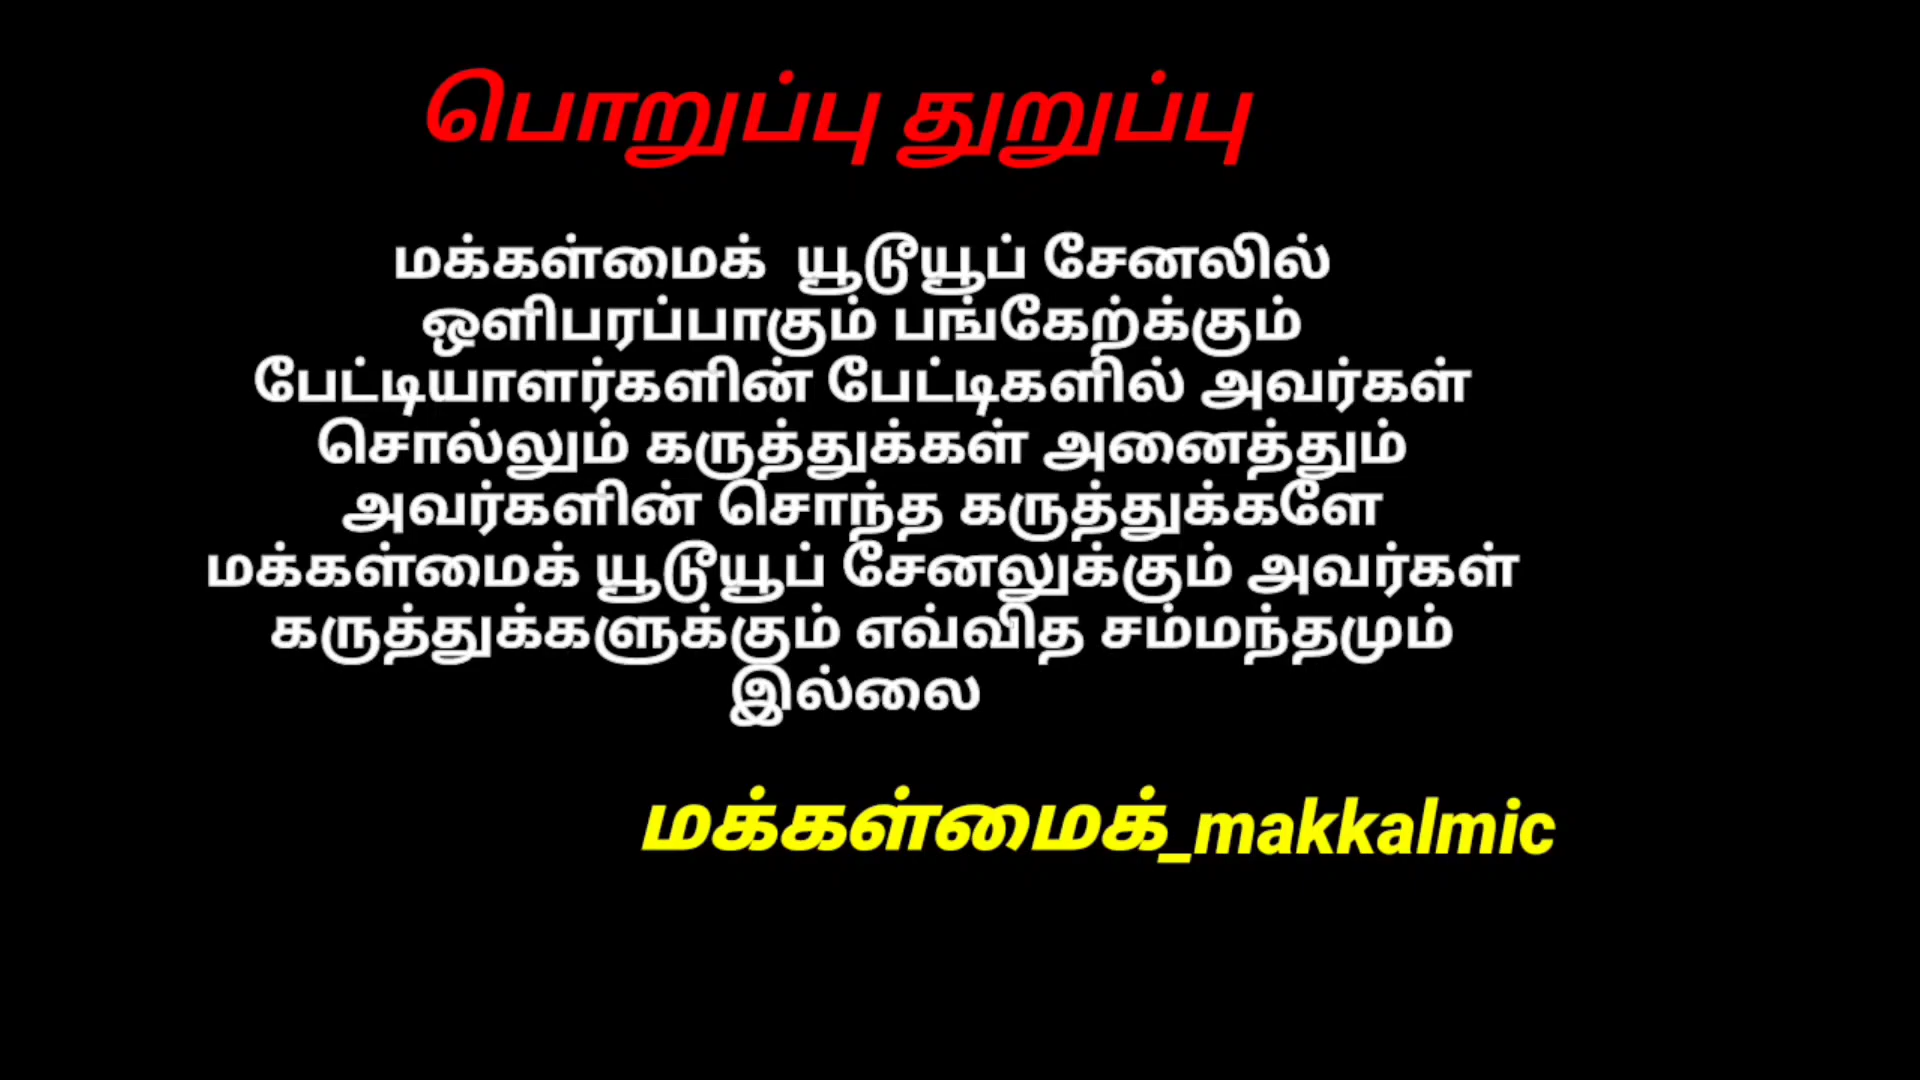 பொறுப்பு துறுப்பு
மக்கள்மைக் யூடூயூப் சேனலில்
ஒளிபரப்பாகும் பங்கேற்க்கும்
பேட்டியாளர்களின் பேட்டிகளில் அவர்கள்
சொல்லும் கருத்துக்கள் அனைத்தும்
அவர்களின் சொந்த கருத்துக்களே
மக்கள்மைக் யூடூயூப் சேனலுக்கும் அவர்கள்
கருத்துக்களுக்கும் எவ்வித சம்மந்தமும்
இல்லை
மக்கள்மைக்_makkalmic